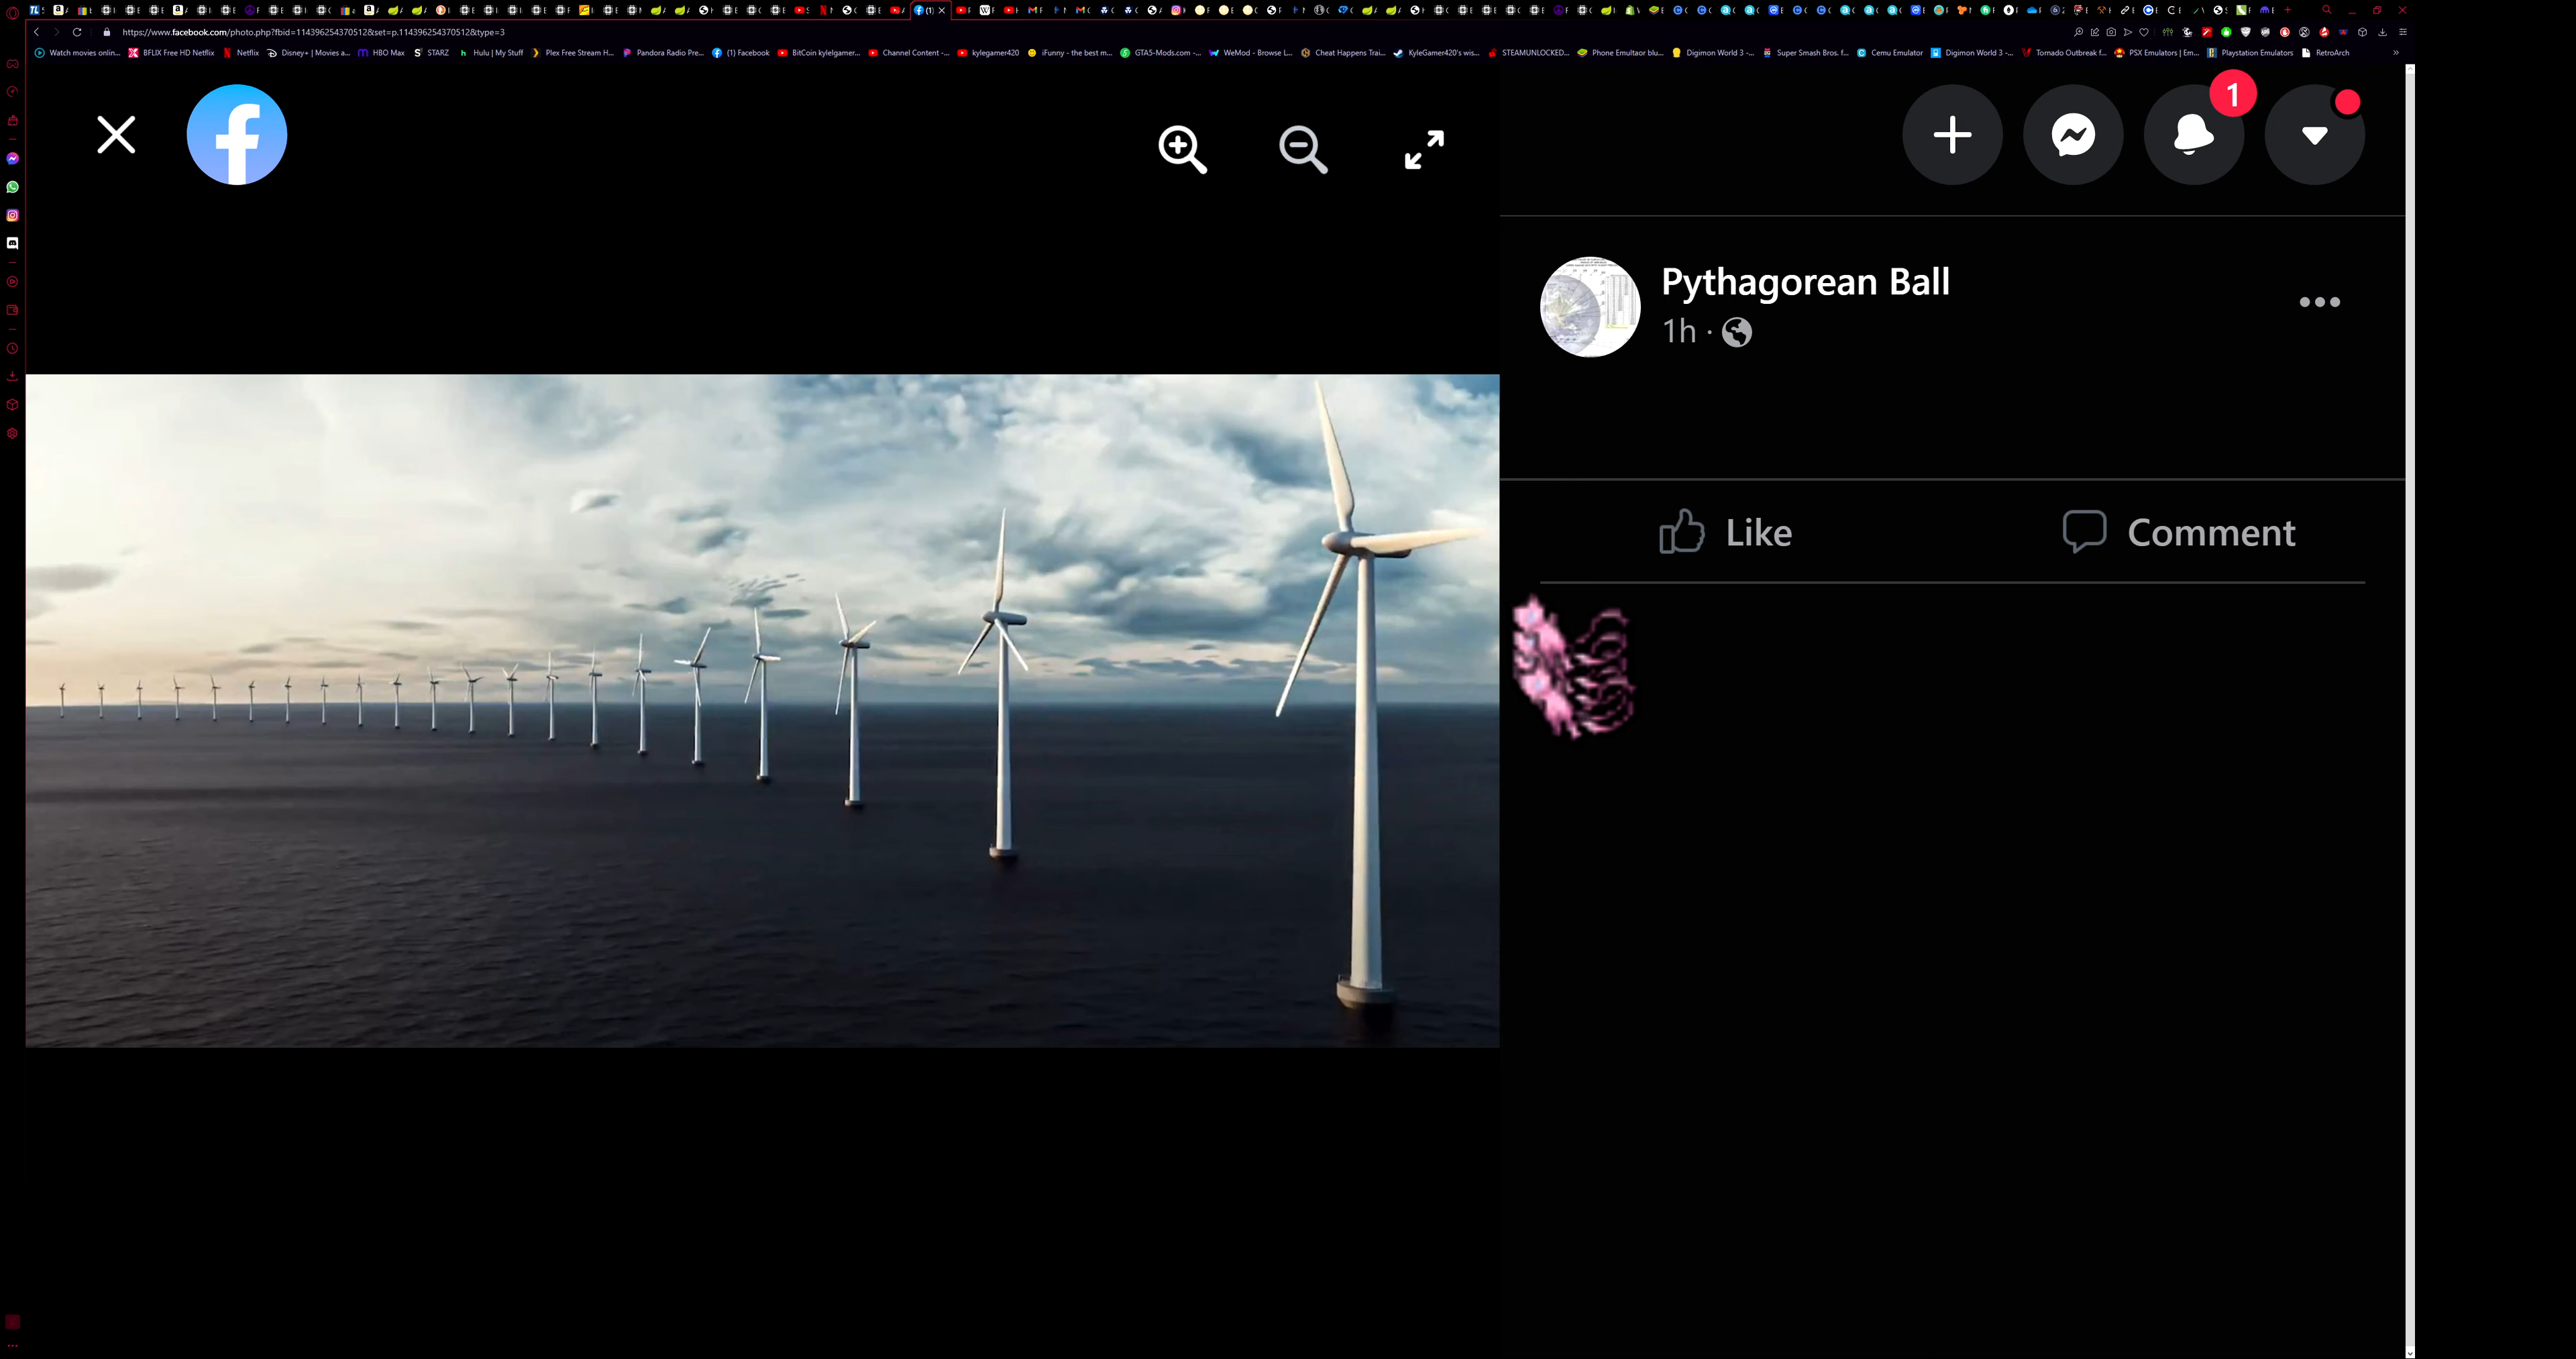 https://www.facebook.com/photo.php?fbid=114396254370512&set=p.114396254370512&type=3
Watch movies onlin... BFLIX Free HD Netflix Netflix Disney+ | Movies a... HBO Max STARZ Hulu | My Stuff Plex Free Stream H... Pandora Radio Pre... (1) Facebook BitCoin kylelgamer... Channel Content -... kylegamer420 iFunny - the best m... GTA5-Mods.com -... WeMod - Browse L... Cheat Happens Trai... KyleGamer420's wis... STEAMUNLOCKED... Phone Emultaor blu... Digimon World 3 -... Super Smash Bros. f... Cemu Emulator Digimon World 3 -... Tornado Outbreak f... PSX Emulators | Em... Playstation Emulators RetroArch
1
Pythagorean Ball
1h ·
Like Comment